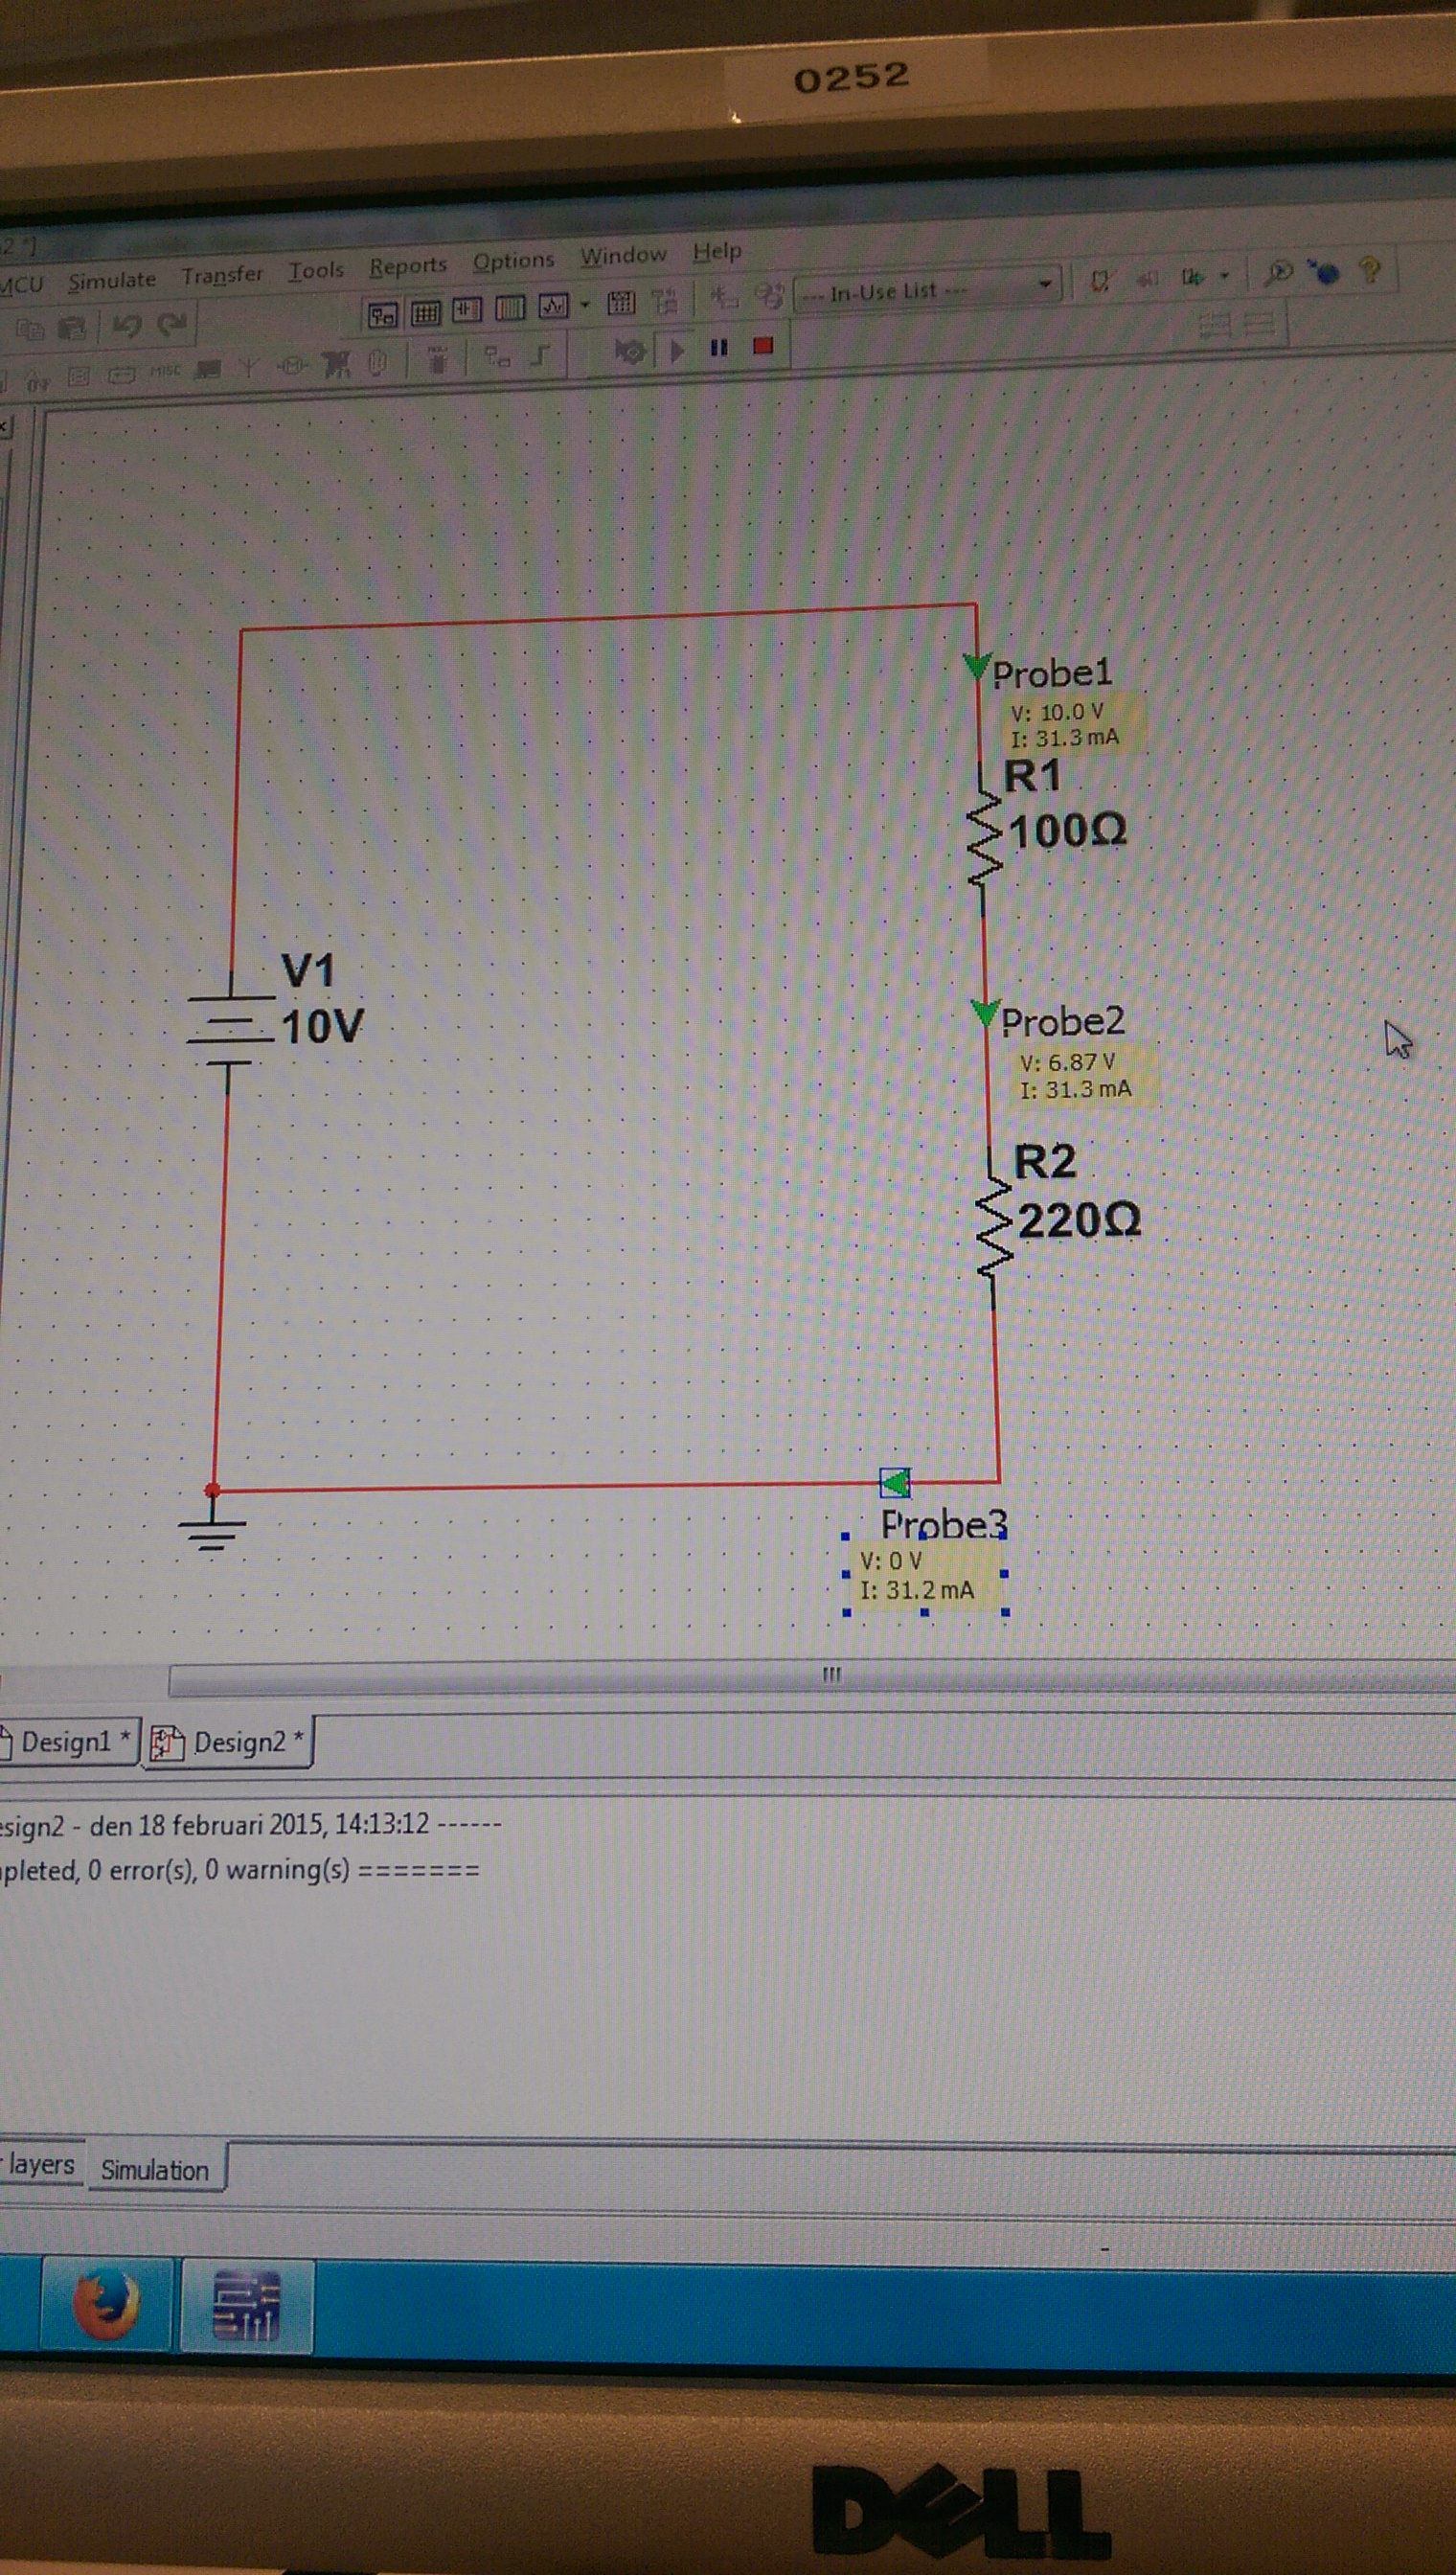 0252
2 *]
MCU Simulate Transfer Tools Reports Options Window Help
--- In-Use List ---
MISC
Probe1
V: 10.0 V
I: 31.3 mA
R1
100Ω
V1
10V
Probe2
V: 6.87 V
I: 31.3 mA
R2
220Ω
Probe3
V: 0 V
I: 31.2 mA
Design1 * Design2 *
esign2 - den 18 februari 2015, 14:13:12 ------
pleted, 0 error(s), 0 warning(s) =======
layers Simulation
DELL